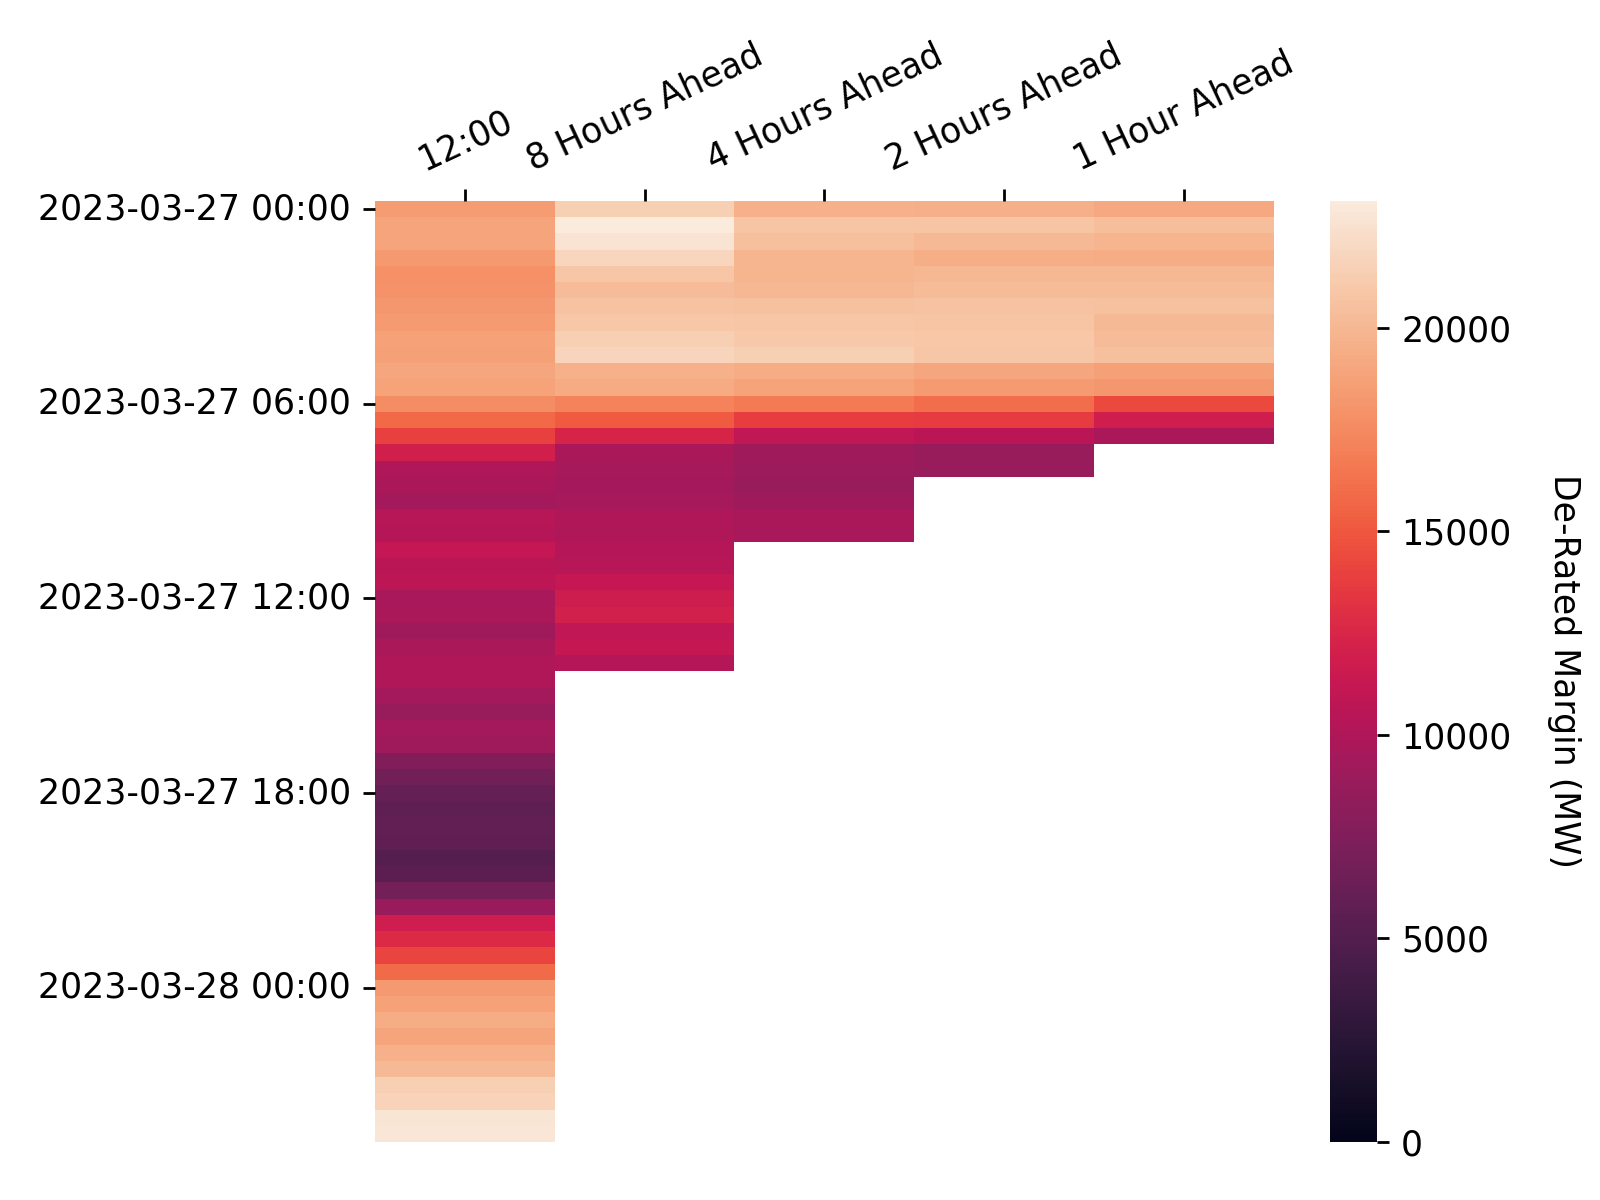 12:00
8 Hours Ahead
4 Hours Ahead
2 Hours Ahead
1 Hour Ahead
2023-03-27 00:00
2023-03-27 06:00
2023-03-27 12:00
2023-03-27 18:00
2023-03-28 00:00
20000
15000
10000
5000
0
De-Rated Margin (MW)